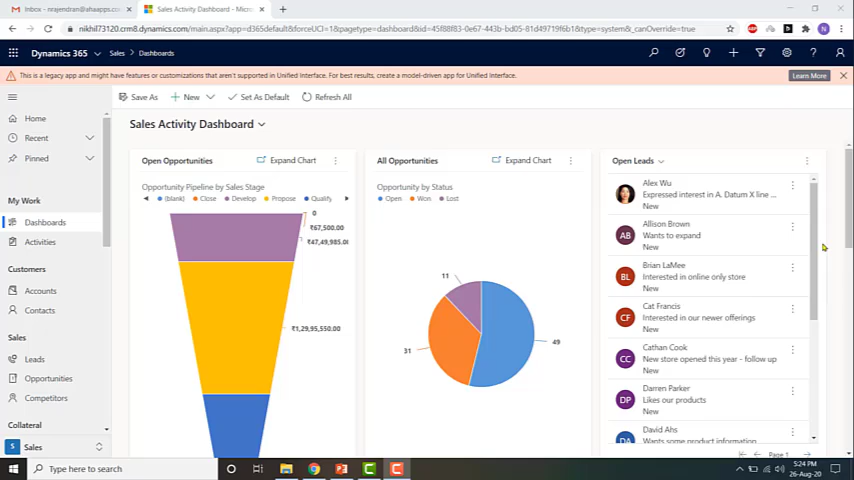 Inbox - nrajendran@ahaapps.com
Sales Activity Dashboard - Micro
nikhil73120.crm8.dynamics.com/main.aspx?app=d365default&forceUCI=1&pagetype=dashboard&id=45f88f83-0e67-443b-bd05-81d49719f6b1&type=system&_canOverride=true
Dynamics 365
Sales
Dashboards
This is a legacy app and might have features or customizations that aren't supported in Unified Interface. For best results, create a model-driven app for Unified Interface.
Learn More
Save As
New
Set As Default
Refresh All
Home
Recent
Pinned
My Work
Dashboards
Activities
Customers
Accounts
Contacts
Sales
Leads
Opportunities
Competitors
Collateral
S Sales
Sales Activity Dashboard
Open Opportunities
Expand Chart
Opportunity Pipeline by Sales Stage
(blank) Close Develop Propose Qualify
0
₹67,500.00
₹47,49,985.0
₹1,29,95,550.00
All Opportunities
Expand Chart
Opportunity by Status
Open Won Lost
11
31
49
Open Leads
Alex Wu
Expressed interest in A. Datum X line ...
New
AB
Allison Brown
Wants to expand
New
BL
Brian LaMee
Interested in online only store
New
CF
Cat Francis
Interested in our newer offerings
New
CC
Cathan Cook
New store opened this year - follow up
New
DP
Darren Parker
Likes our products
New
DA
David Ahs
Wants some product information
Page 1
Type here to search
5:24 PM
26-Aug-20